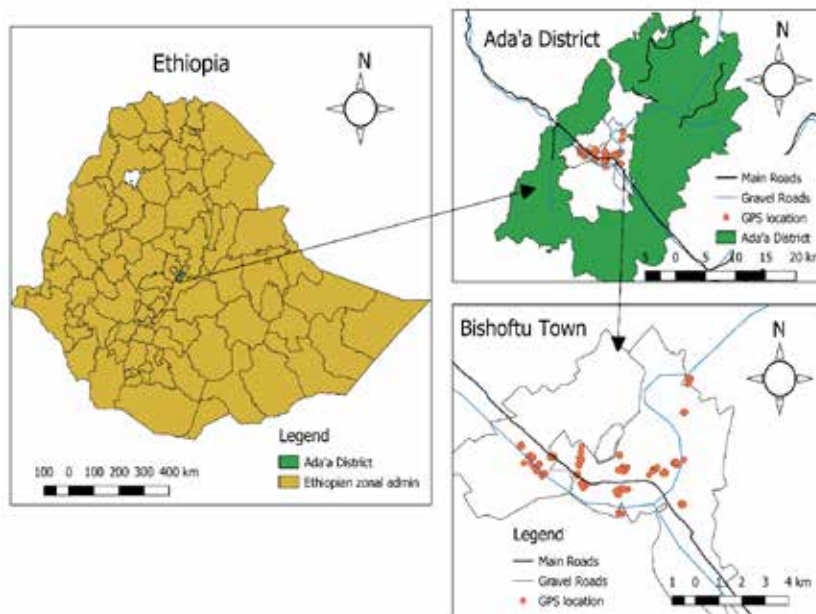 Ethiopia
N
Legend
Ada'a District
Ethiopian zonal admin
100 0 100 200 300 400 km
Ada'a District
N
Main Roads
Gravel Roads
GPS location
Ada'a District
5 0 5 10 15 20 km
Bishoftu Town
N
Legend
Main Roads
Gravel Roads
GPS location
1 0 1 2 3 4 km